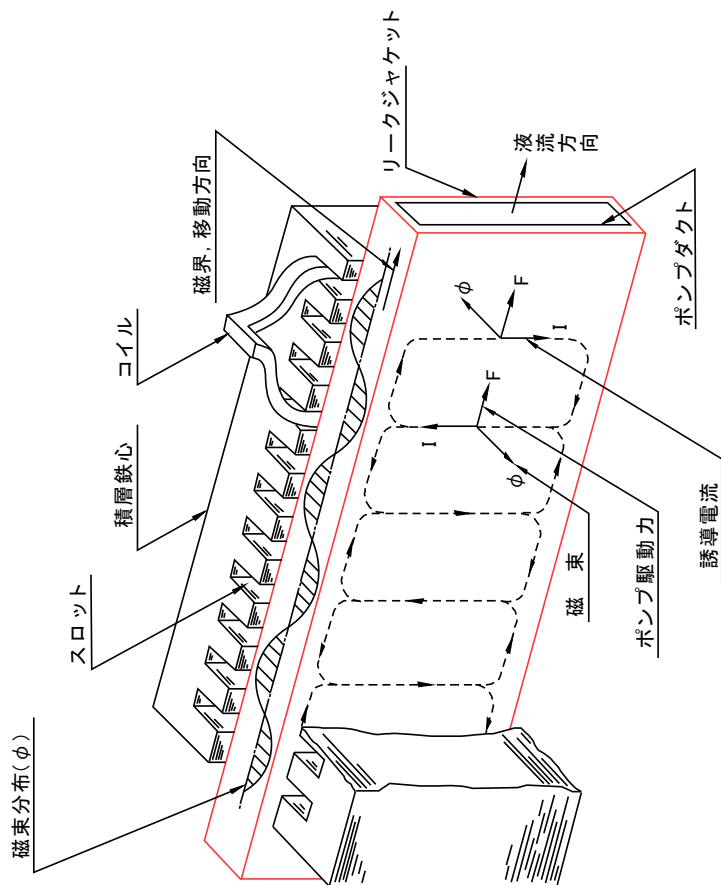 リークジャケット
磁界，移動方向
液流
方向
コイル
ポンプダクト
積層鉄心
スロット
磁束分布(φ)
φ
F
I
F
I
φ
磁束
ポンプ駆動力
誘導電流